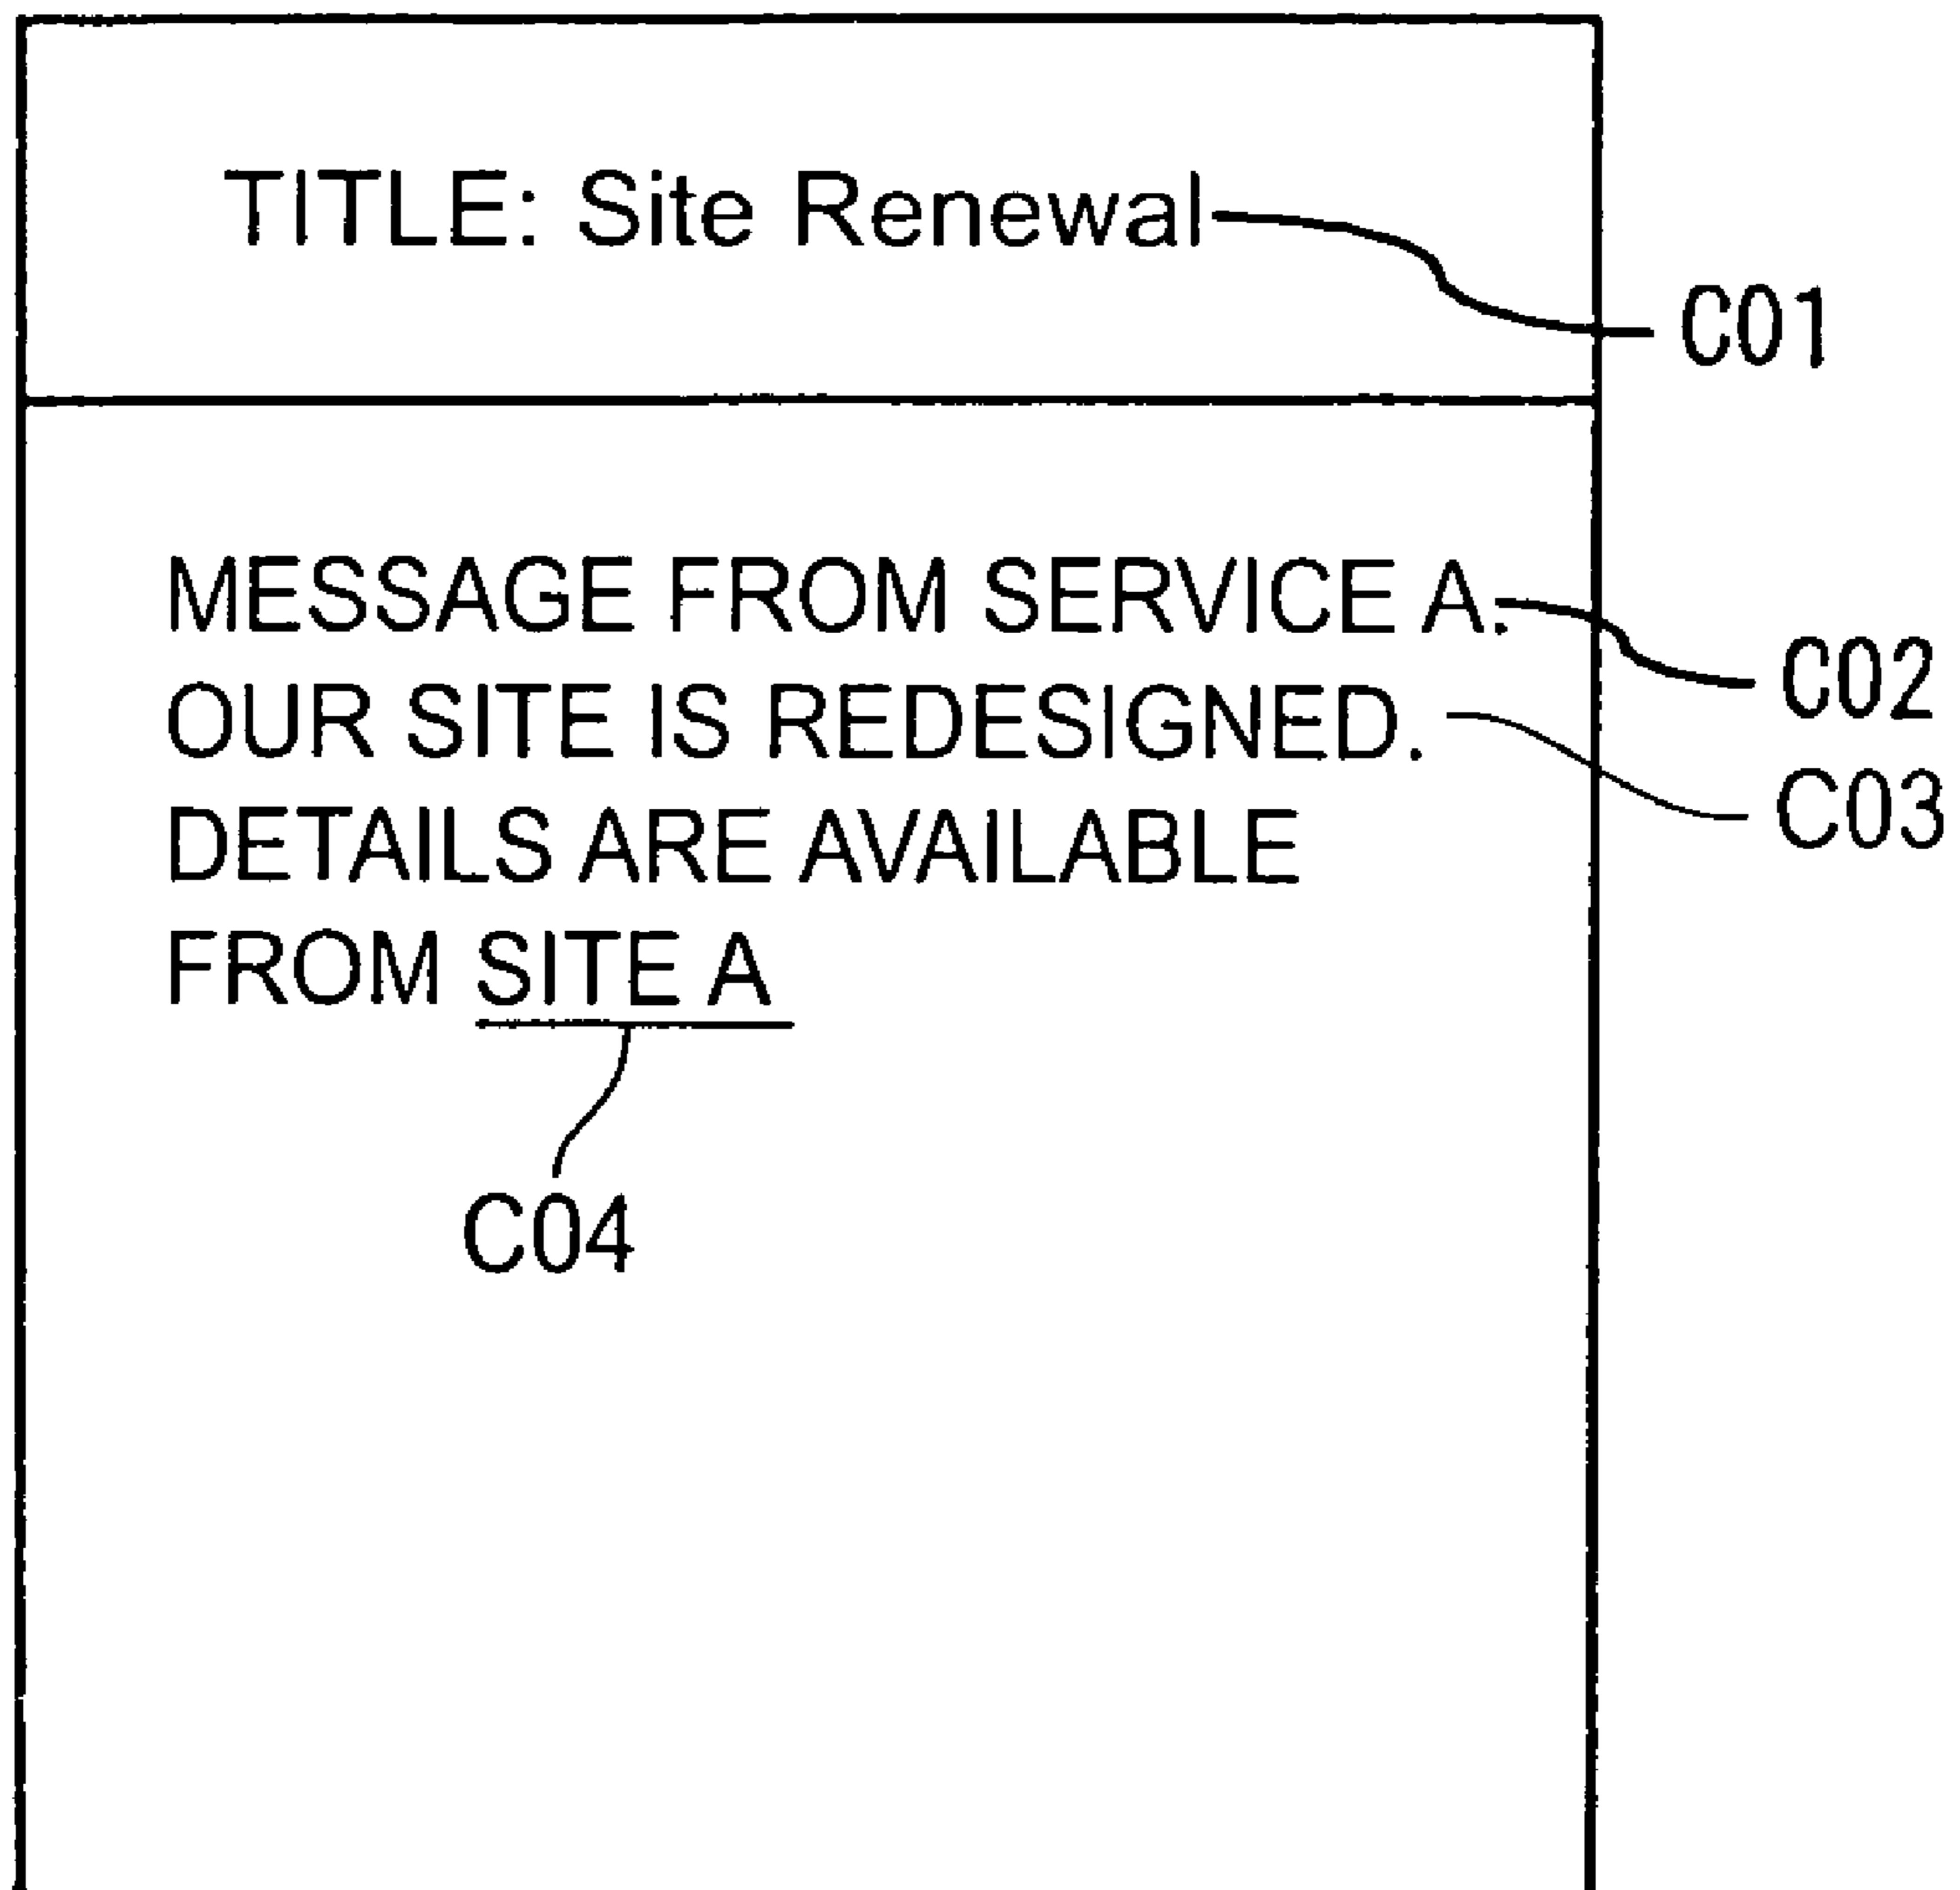 TITLE: Site Renewal
C01
MESSAGE FROM SERVICE A.
C02
OUR SITE IS REDESIGNED.
C03
DETAILS ARE AVAILABLE
FROM SITE A
C04